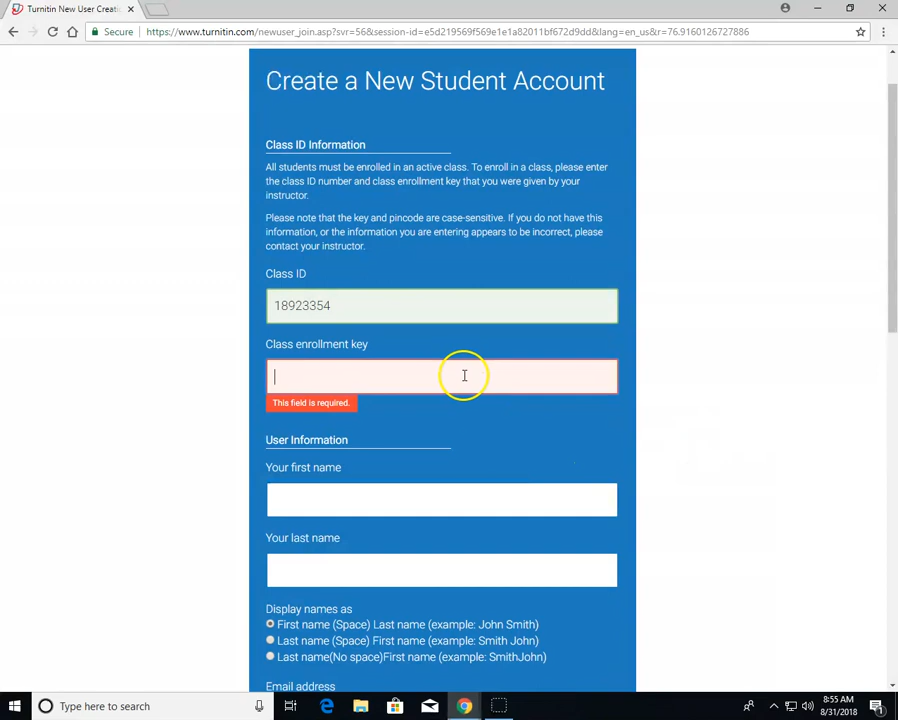 Turnitin New User Creati
Secure
https://www.turnitin.com/newuser_join.asp?svr=56&session-id=e5d219569f569e1e1a82011bf672d9dd&lang=en_us&r=76.9160126727886
Create a New Student Account
Class ID Information
All students must be enrolled in an active class. To enroll in a class, please enter
the class ID number and class enrollment key that you were given by your
instructor.
Please note that the key and pincode are case-sensitive. If you do not have this
information, or the information you are entering appears to be incorrect, please
contact your instructor.
Class ID
18923354
Class enrollment key
This field is required.
User Information
Your first name
Your last name
Display names as
First name (Space) Last name (example: John Smith)
Last name (Space) First name (example: Smith John)
Last name(No space)First name (example: SmithJohn)
Email address
Type here to search
8:55 AM
8/31/2018
1